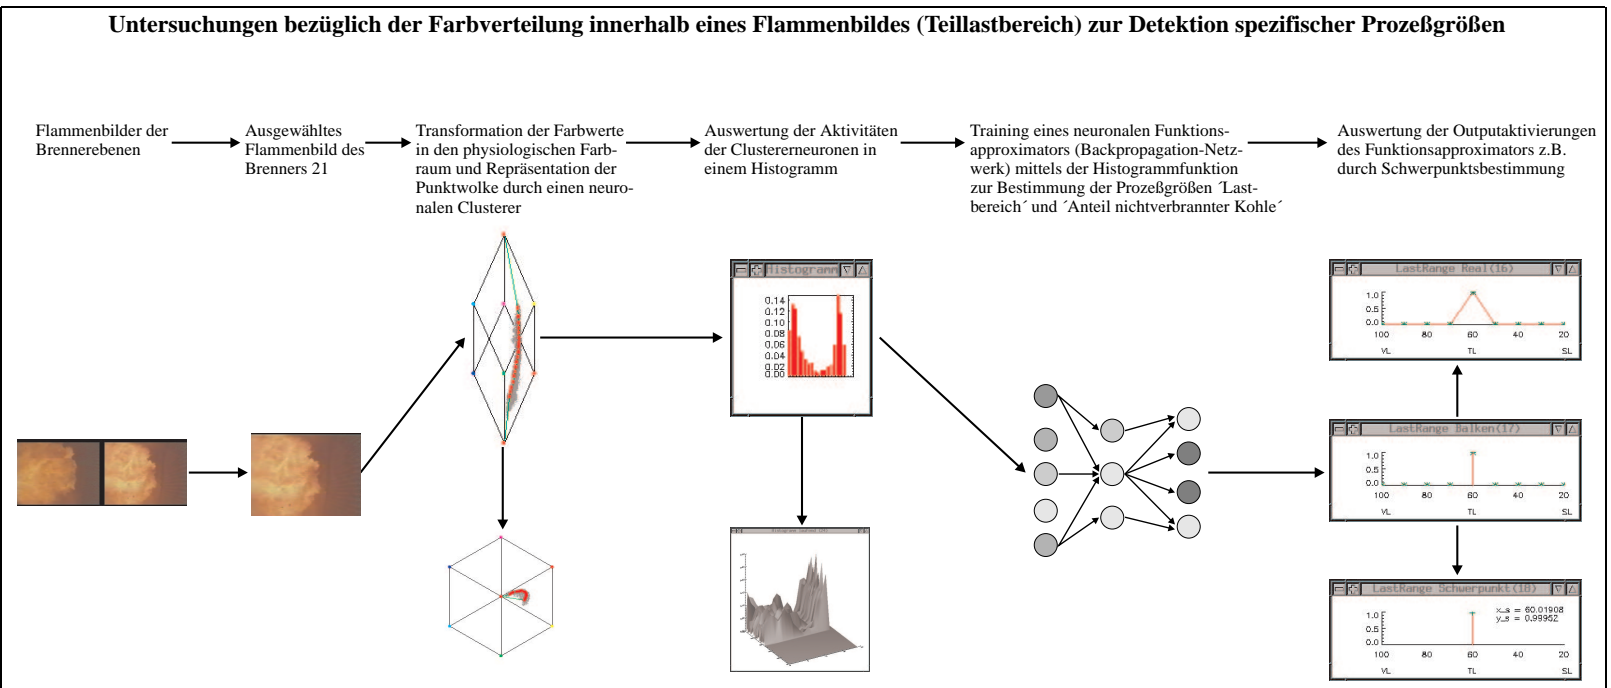 Untersuchungen bezüglich der Farbverteilung innerhalb eines Flammenbildes (Teillastbereich) zur Detektion spezifischer Prozeßgrößen
Flammenbilder der
Brennerebenen
Ausgewähltes
Flammenbild des
Brenners 21
Transformation der Farbwerte
in den physiologischen Farb-
raum und Repräsentation der
Punktwolke durch einen neuro-
nalen Clusterer
Auswertung der Aktivitäten
der Clustererneuronen in
einem Histogramm
Training eines neuronalen Funktions-
approximators (Backpropagation-Netz-
werk) mittels der Histogrammfunktion
zur Bestimmung der Prozeßgrößen ´Last-
bereich´ und ´Anteil nichtverbrannter Kohle´
Auswertung der Outputaktivierungen
des Funktionsapproximators z.B.
durch Schwerpunktsbestimmung
Histogramm
0.14
0.12
0.10
0.08
0.06
0.04
0.02
0.00
LastRange Real(16)
1.0
0.5
0.0
100 80 60 40 20
VL TL SL
LastRange Balken(17)
1.0
0.5
0.0
100 80 60 40 20
VL TL SL
LastRange Schwerpunkt(18)
x_s = 60.01908
y_s = 0.99952
1.0
0.5
0.0
100 80 60 40 20
VL TL SL